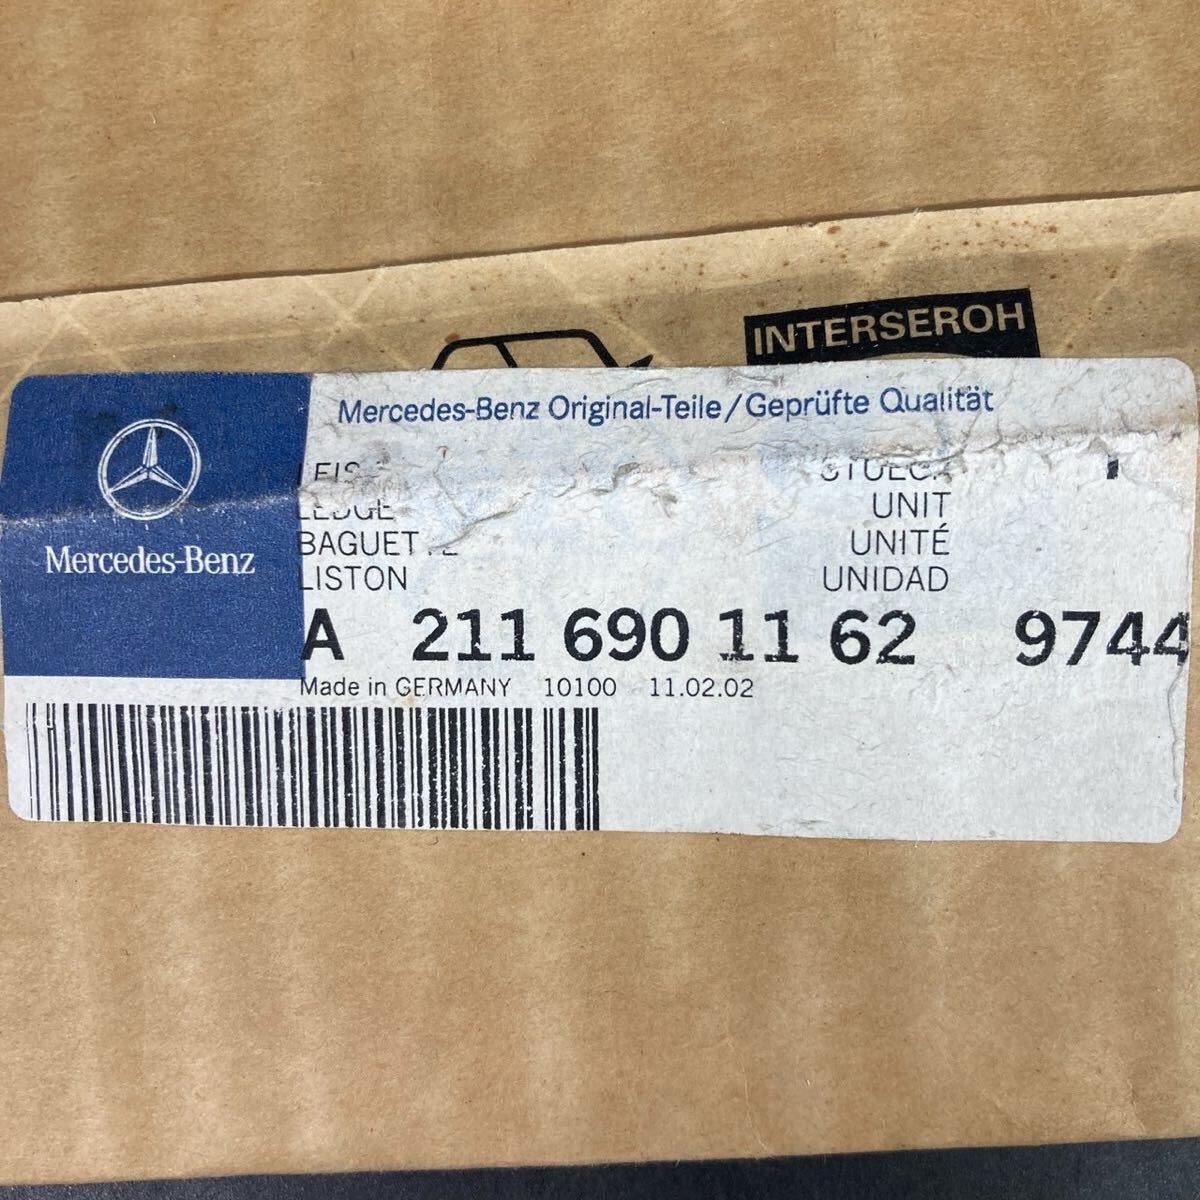 INTERSEROH
Mercedes-Benz Original-Teile/Geprüfte Qualität
Mercedes-Benz
UNIT
UNITÉ
LISTON UNIDAD
A 211 690 11 62 9744
Made in GERMANY 10100 11.02.02